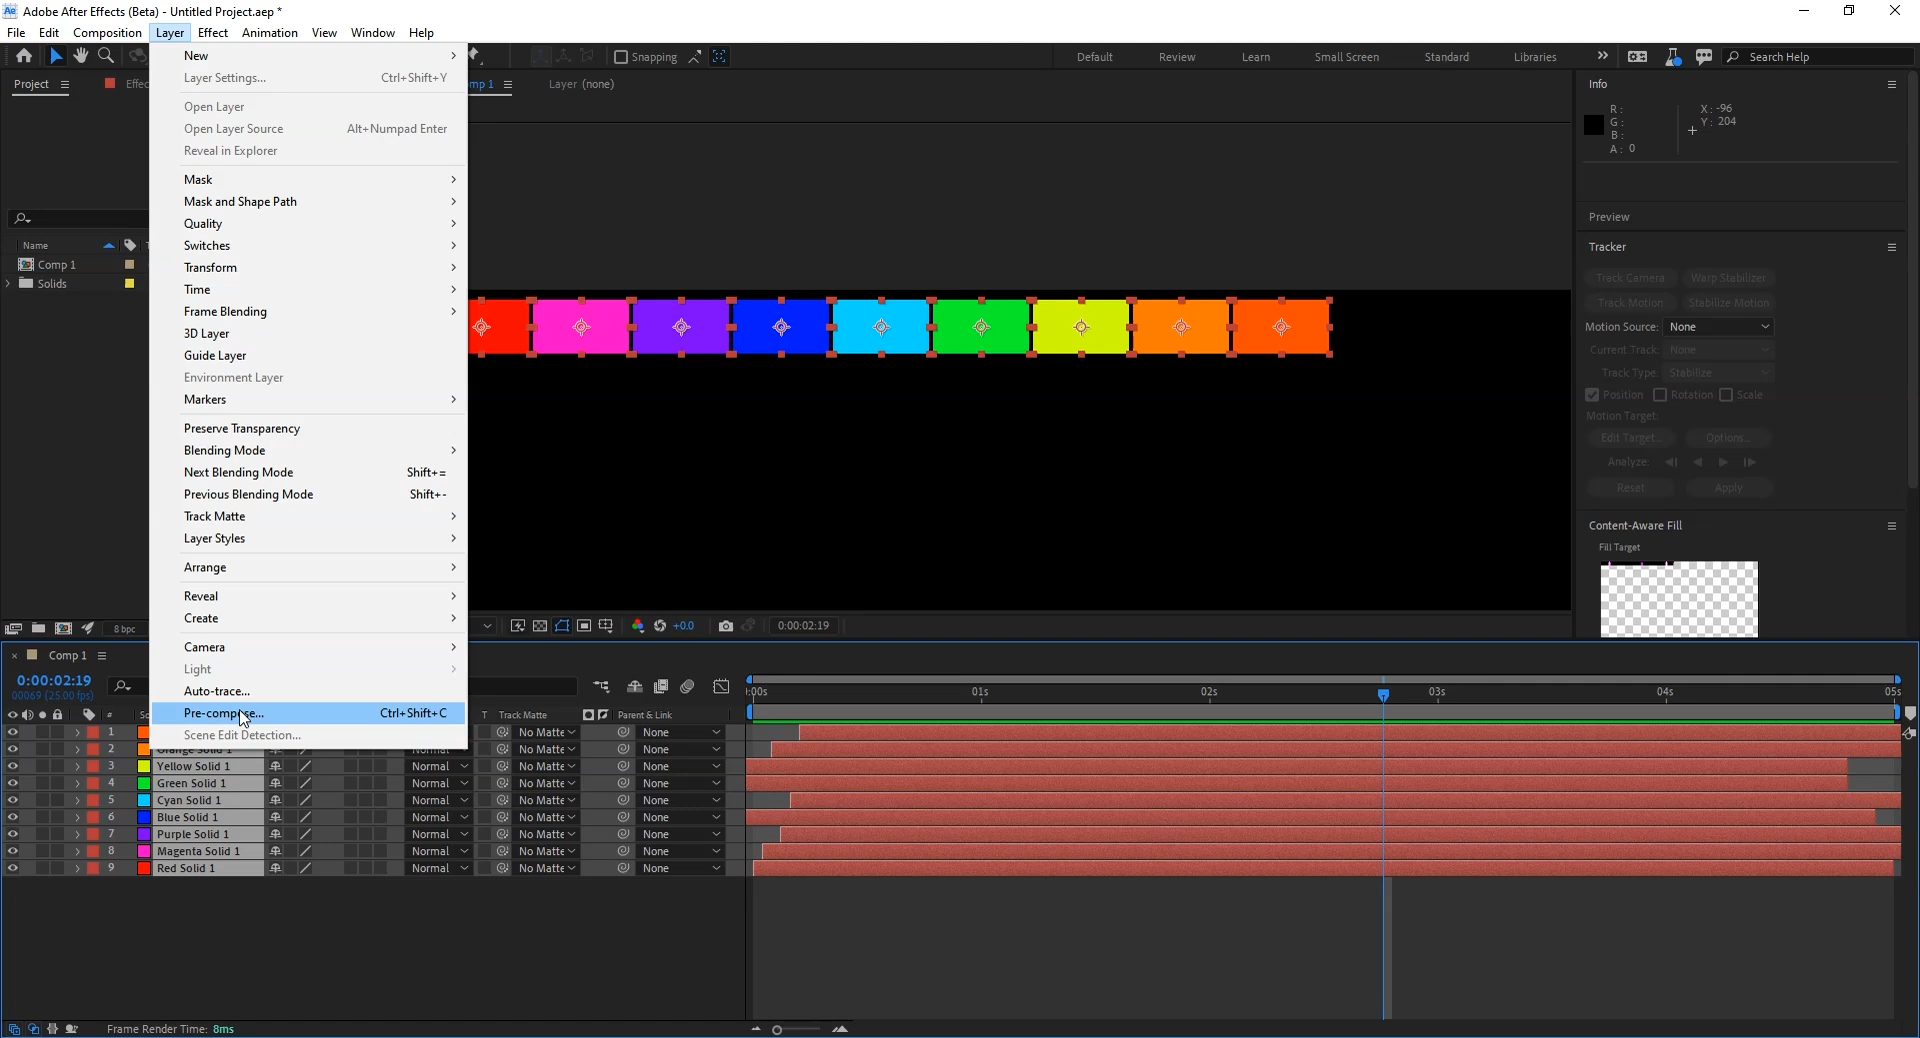 Ae Adobe After Effects (Beta) - Untitled Project.aep *
File Edit Composition Layer Effect Animation View Window Help
Snapping Default Review Learn Small Screen Standard Libraries Search Help
Project Effec mp 1 Layer (none)
New
Layer Settings... Ctrl+Shift+Y
Open Layer
Open Layer Source Alt+Numpad Enter
Reveal in Explorer
Mask
Mask and Shape Path
Quality
Switches
Transform
Time
Frame Blending
3D Layer
Guide Layer
Environment Layer
Markers
Preserve Transparency
Blending Mode
Next Blending Mode Shift+=
Previous Blending Mode Shift+-
Track Matte
Layer Styles
Arrange
Reveal
Create
Camera
Light
Auto-trace...
Pre-compose... Ctrl+Shift+C
Scene Edit Detection...
Name
Comp 1
Solids
8 bpc
+0.0 0:00:02:19
Info
R: X: -96
G: Y: 204
B:
A: 0
Preview
Tracker
Track Camera Warp Stabilizer
Track Motion Stabilize Motion
Motion Source: None
Current Track: None
Track Type: Stabilize
Position Rotation Scale
Motion Target:
Edit Target... Options...
Analyze:
Reset Apply
Content-Aware Fill
Fill Target
Comp 1
0:00:02:19
00069 (25.00 fps)
:00s 01s 02s 03s 04s 05s
# So T Track Matte Parent & Link
1 No Matte None
2 Orange Solid 1 Normal No Matte None
3 Yellow Solid 1 Normal No Matte None
4 Green Solid 1 Normal No Matte None
5 Cyan Solid 1 Normal No Matte None
6 Blue Solid 1 Normal No Matte None
7 Purple Solid 1 Normal No Matte None
8 Magenta Solid 1 Normal No Matte None
9 Red Solid 1 Normal No Matte None
Frame Render Time: 8ms